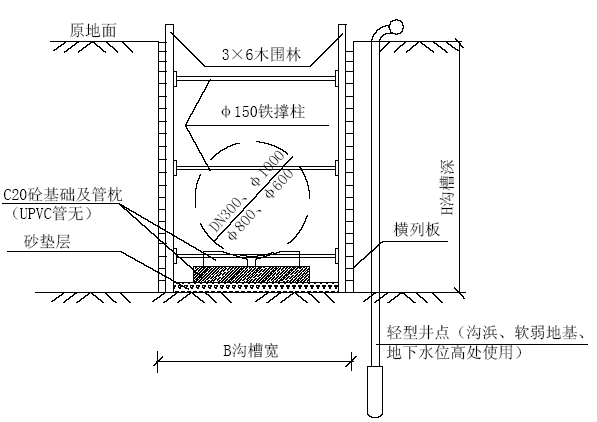 原地面
3×6木围林
φ150铁撑柱
DN300、φ1000、
φ800、φ600
C20砼基础及管枕
（UPVC管无）
砂垫层
横列板
H沟槽深
B沟槽宽
轻型井点（沟浜、软弱地基、
地下水位高处使用）